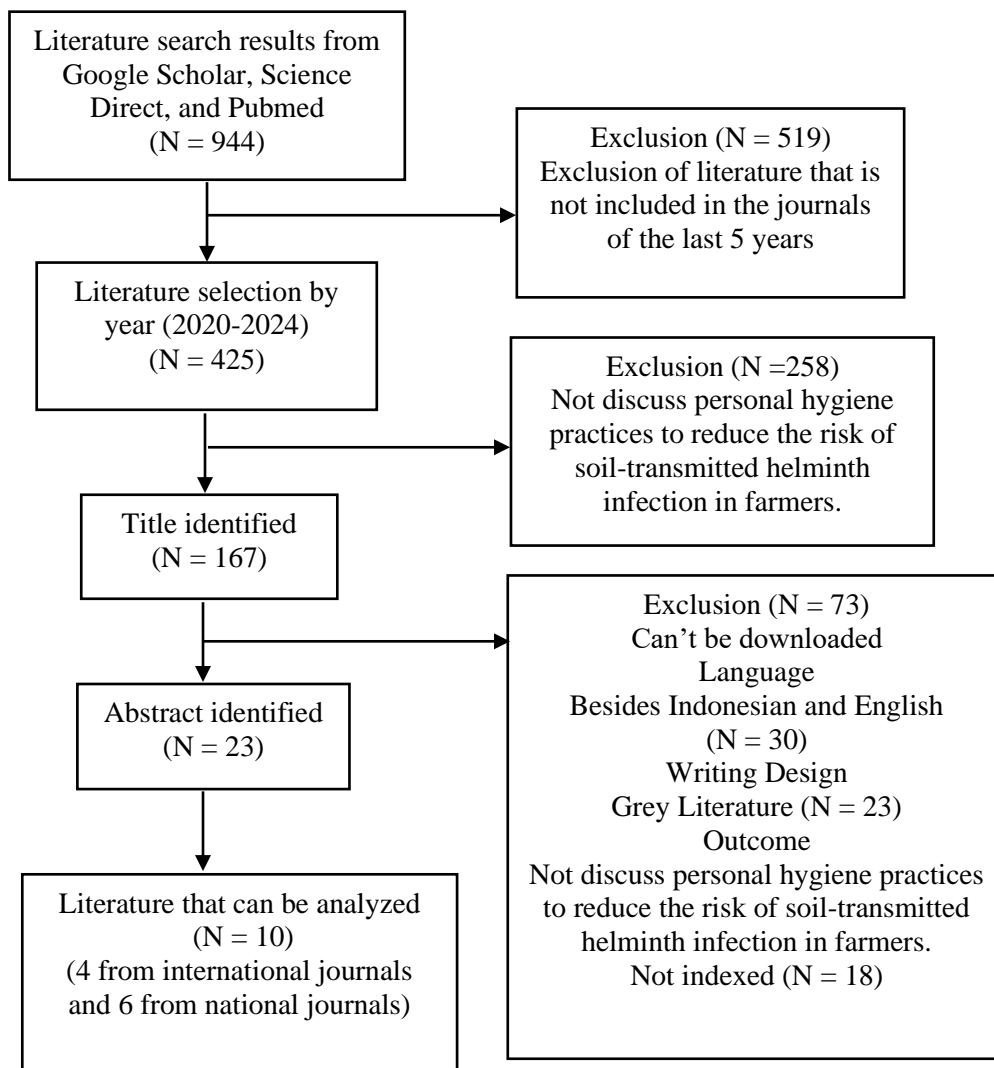 Literature search results from
Google Scholar, Science
Direct, and Pubmed
(N = 944)
Exclusion (N = 519)
Exclusion of literature that is
not included in the journals
of the last 5 years
Literature selection by
year (2020-2024)
(N = 425)
Exclusion (N =258)
Not discuss personal hygiene
practices to reduce the risk of
soil-transmitted helminth
infection in farmers.
Title identified
(N = 167)
Exclusion (N = 73)
Can’t be downloaded
Language
Besides Indonesian and English
(N = 30)
Writing Design
Grey Literature (N = 23)
Outcome
Not discuss personal hygiene practices
to reduce the risk of soil-transmitted
helminth infection in farmers.
Not indexed (N = 18)
Abstract identified
(N = 23)
Literature that can be analyzed
(N = 10)
(4 from international journals
and 6 from national journals)